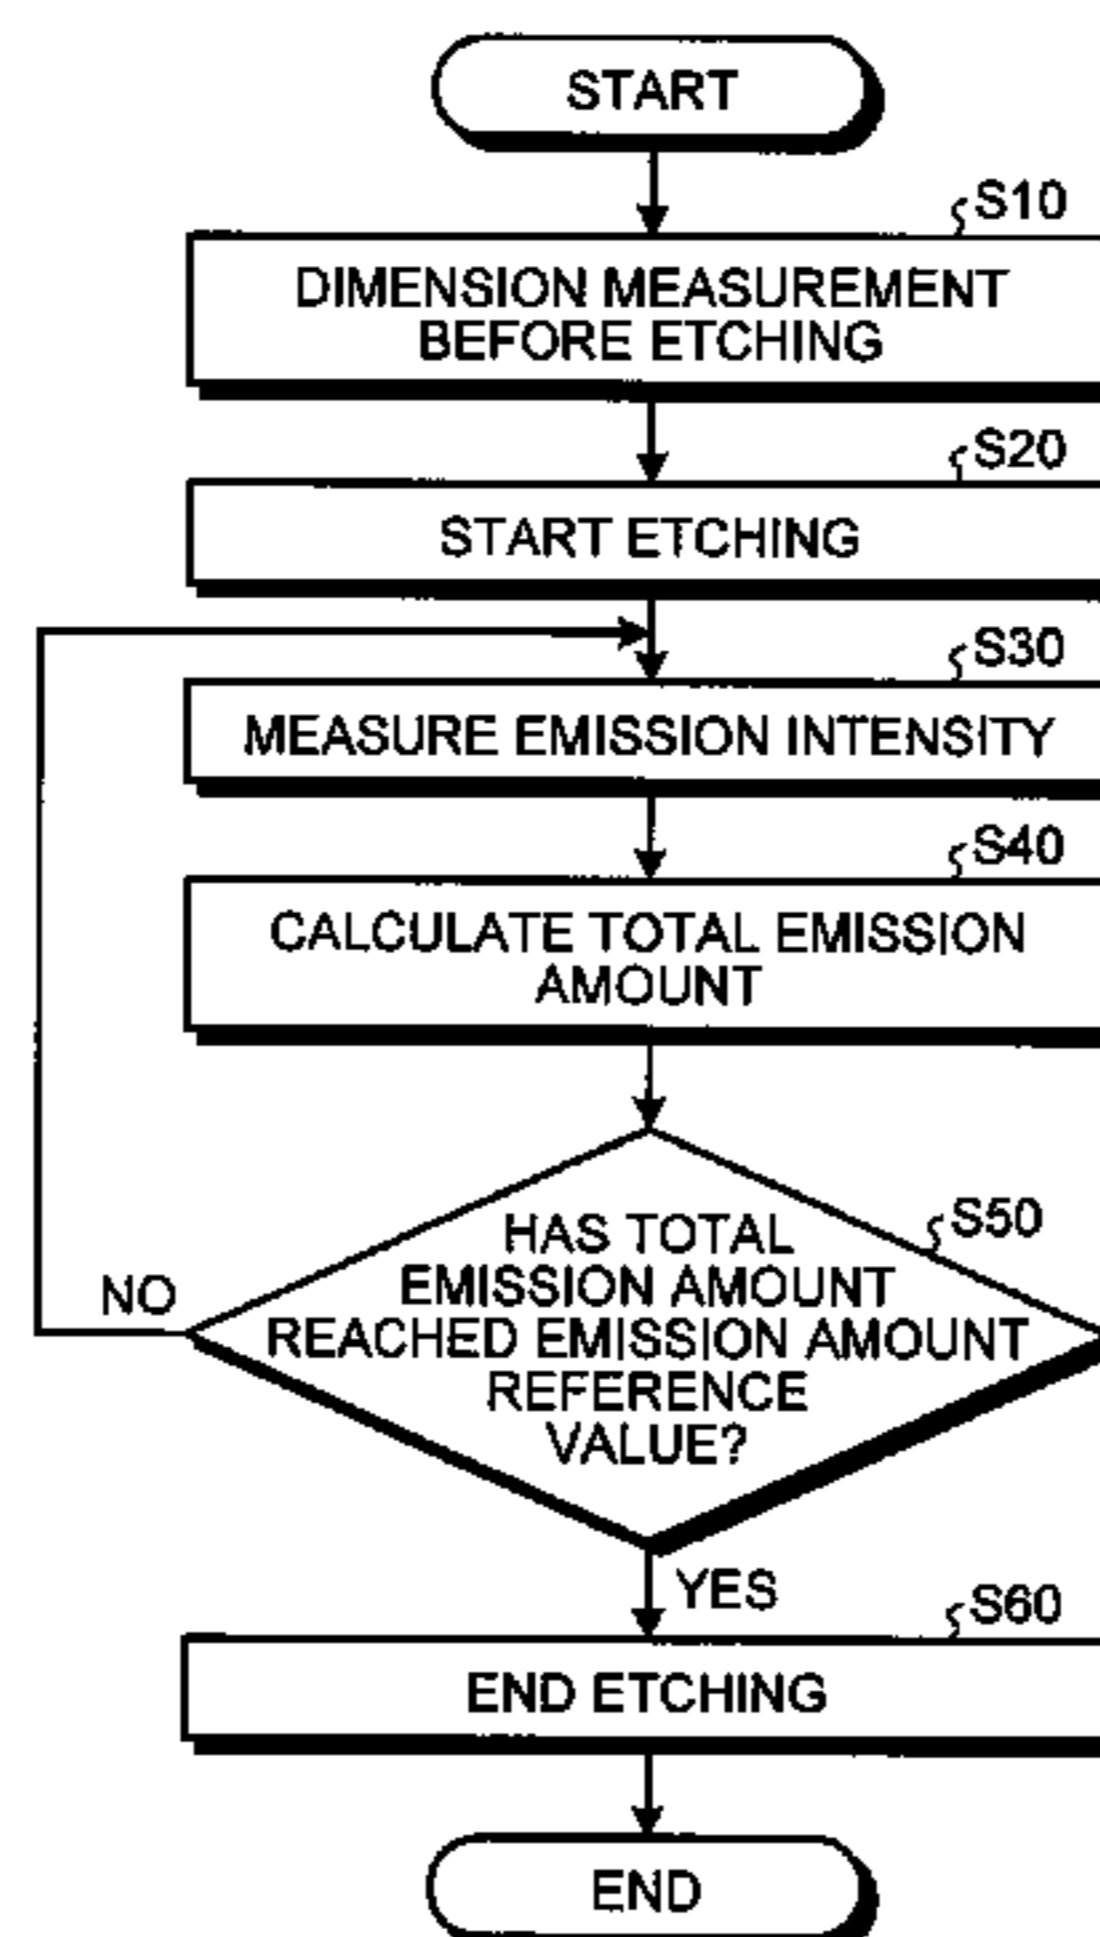 START
S10
DIMENSION MEASUREMENT
BEFORE ETCHING
S20
START ETCHING
S30
MEASURE EMISSION INTENSITY
S40
CALCULATE TOTAL EMISSION
AMOUNT
S50
HAS TOTAL
EMISSION AMOUNT
REACHED EMISSION AMOUNT
REFERENCE
VALUE?
NO
YES
S60
END ETCHING
END